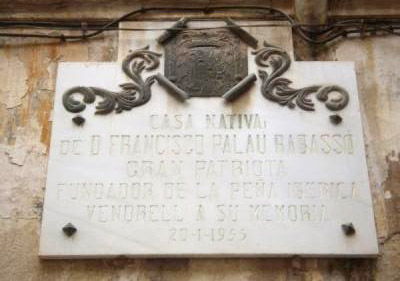 CASA NATIVA:
DE D FRANCISCO PALAU RABASSO
GRAN PATRIOTA
FUNDADOR DE LA PEÑA IBERICA
VENDRELL A SU MEMORIA
20-1-1955